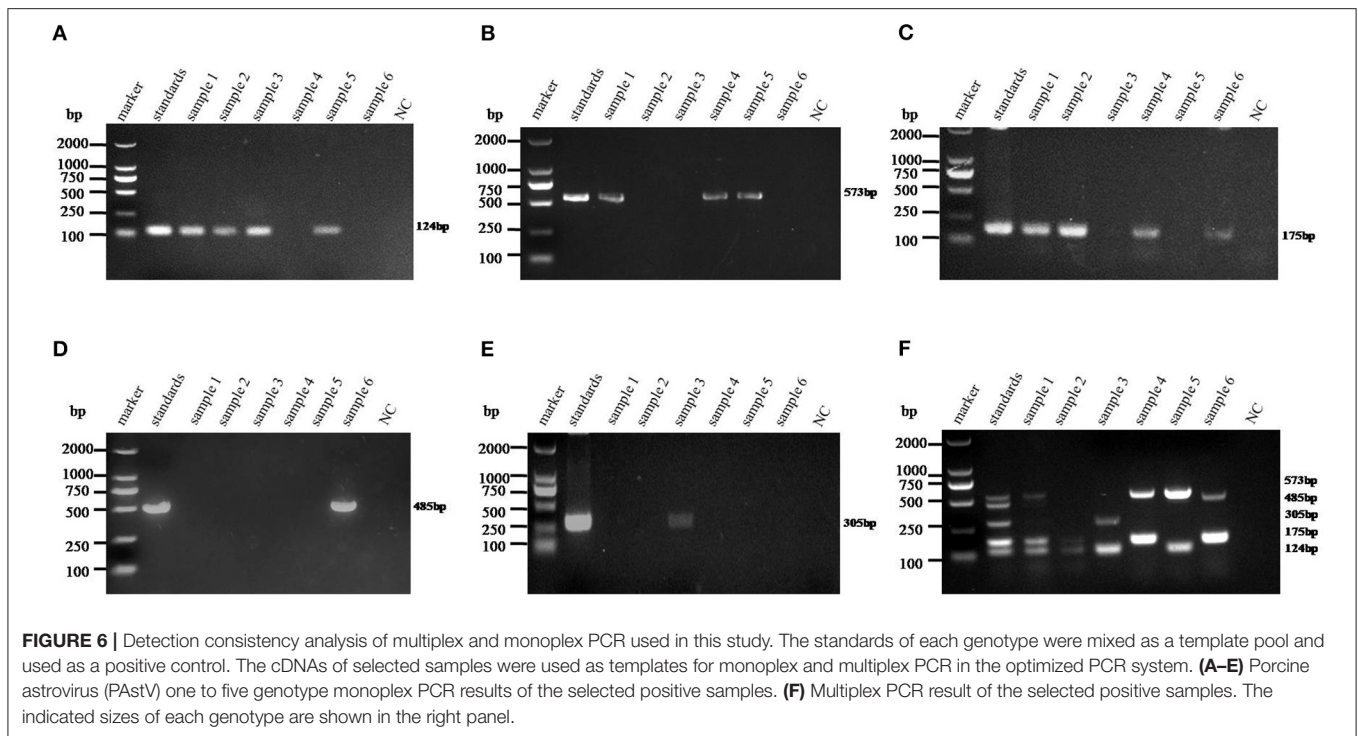 A
bp
marker
standards
sample 1
sample 2
sample 3
sample 4
sample 5
sample 6
NC
2000
1000
750
500
250
100
124bp
B
bp
marker
standards
sample 1
sample 2
sample 3
sample 4
sample 5
sample 6
NC
2000
1000
750
500
250
100
573bp
C
bp
marker
standards
sample 1
sample 2
sample 3
sample 4
sample 5
sample 6
NC
2000
1000
750
500
250
100
175bp
D
bp
marker
standards
sample 1
sample 2
sample 3
sample 4
sample 5
sample 6
NC
2000
1000
750
500
250
100
485bp
E
bp
marker
standards
sample 1
sample 2
sample 3
sample 4
sample 5
sample 6
NC
2000
1000
750
500
250
100
305bp
F
bp
marker
standards
sample 1
sample 2
sample 3
sample 4
sample 5
sample 6
NC
2000
1000
750
500
250
100
573bp
485bp
305bp
175bp
124bp
FIGURE 6 | Detection consistency analysis of multiplex and monoplex PCR used in this study. The standards of each genotype were mixed as a template pool and
used as a positive control. The cDNAs of selected samples were used as templates for monoplex and multiplex PCR in the optimized PCR system. (A–E) Porcine
astrovirus (PAstV) one to five genotype monoplex PCR results of the selected positive samples. (F) Multiplex PCR result of the selected positive samples. The
indicated sizes of each genotype are shown in the right panel.